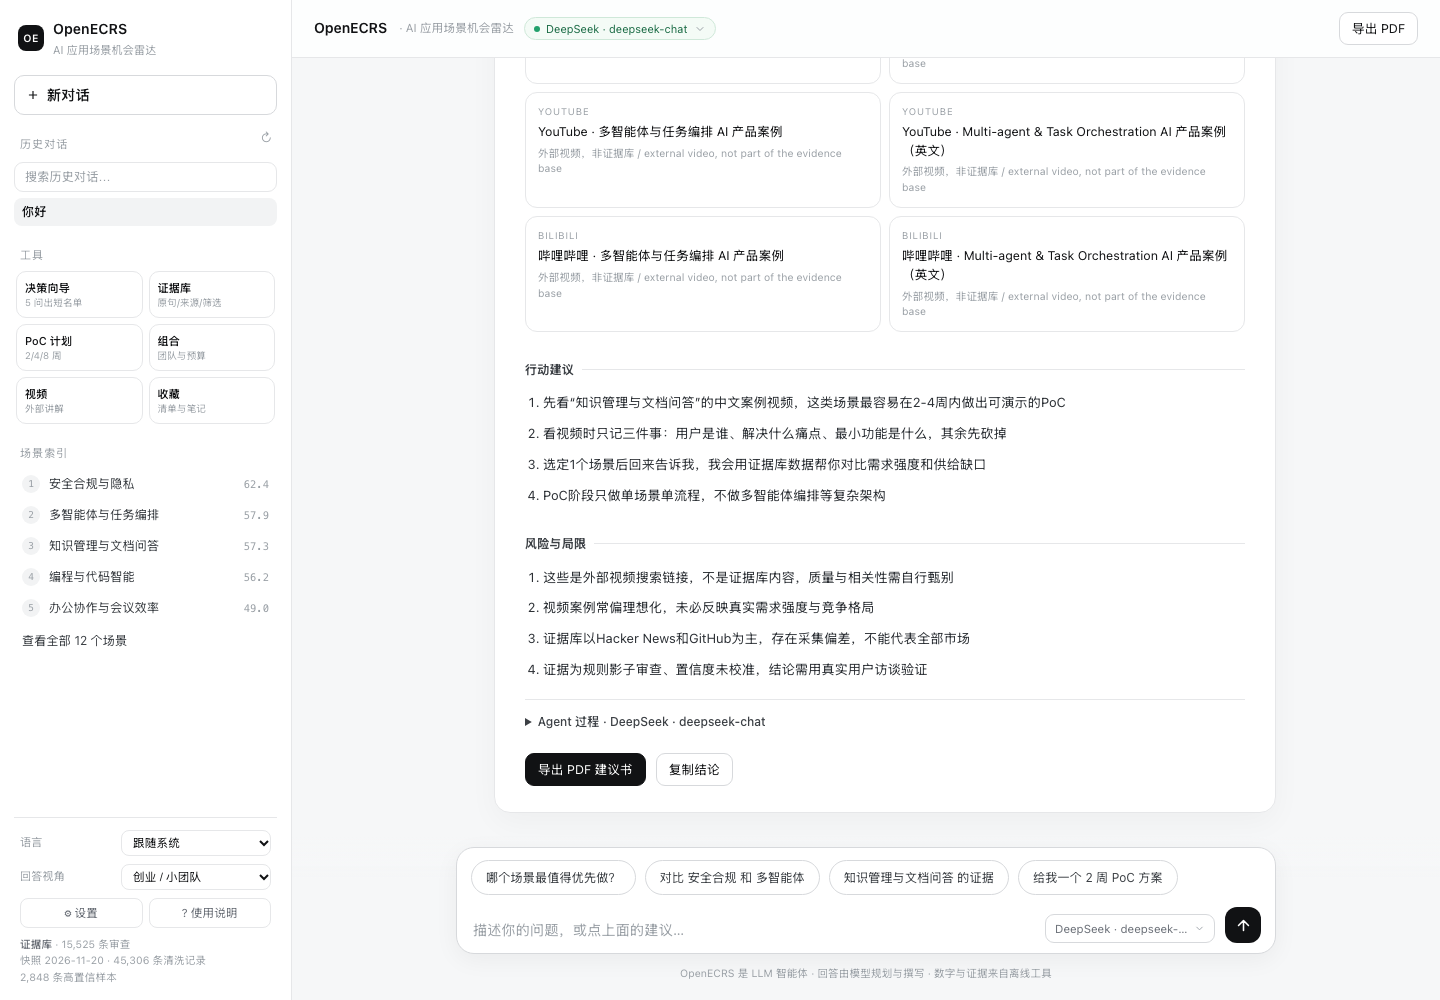 OE
OpenECRS
AI 应用场景机会雷达
+ 新对话
历史对话
搜索历史对话...
你好
工具
决策向导
5 问出短名单
证据库
原句/来源/筛选
PoC 计划
2/4/8 周
组合
团队与预算
视频
外部讲解
收藏
清单与笔记
场景索引
1 安全合规与隐私 62.4
2 多智能体与任务编排 57.9
3 知识管理与文档问答 57.3
4 编程与代码智能 56.2
5 办公协作与会议效率 49.0
查看全部 12 个场景
语言 跟随系统
回答视角 创业 / 小团队
⚙ 设置
? 使用说明
证据库 · 15,525 条审查
快照 2026-11-20 · 45,306 条清洗记录
2,848 条高置信样本
OpenECRS · AI 应用场景机会雷达 DeepSeek · deepseek-chat
导出 PDF
base
YOUTUBE
YouTube · 多智能体与任务编排 AI 产品案例
外部视频，非证据库 / external video, not part of the evidence
base
YOUTUBE
YouTube · Multi-agent & Task Orchestration AI 产品案例
（英文）
外部视频，非证据库 / external video, not part of the evidence
base
BILIBILI
哔哩哔哩 · 多智能体与任务编排 AI 产品案例
外部视频，非证据库 / external video, not part of the evidence
base
BILIBILI
哔哩哔哩 · Multi-agent & Task Orchestration AI 产品案例
（英文）
外部视频，非证据库 / external video, not part of the evidence
base
行动建议
1. 先看“知识管理与文档问答”的中文案例视频，这类场景最容易在2-4周内做出可演示的PoC
2. 看视频时只记三件事：用户是谁、解决什么痛点、最小功能是什么，其余先砍掉
3. 选定1个场景后回来告诉我，我会用证据库数据帮你对比需求强度和供给缺口
4. PoC阶段只做单场景单流程，不做多智能体编排等复杂架构
风险与局限
1. 这些是外部视频搜索链接，不是证据库内容，质量与相关性需自行甄别
2. 视频案例常偏理想化，未必反映真实需求强度与竞争格局
3. 证据库以Hacker News和GitHub为主，存在采集偏差，不能代表全部市场
4. 证据为规则影子审查、置信度未校准，结论需用真实用户访谈验证
Agent 过程 · DeepSeek · deepseek-chat
导出 PDF 建议书
复制结论
哪个场景最值得优先做?
对比 安全合规 和 多智能体
知识管理与文档问答 的证据
给我一个 2 周 PoC 方案
描述你的问题，或点上面的建议...
DeepSeek · deepseek-...
OpenECRS 是 LLM 智能体 · 回答由模型规划与撰写 · 数字与证据来自离线工具